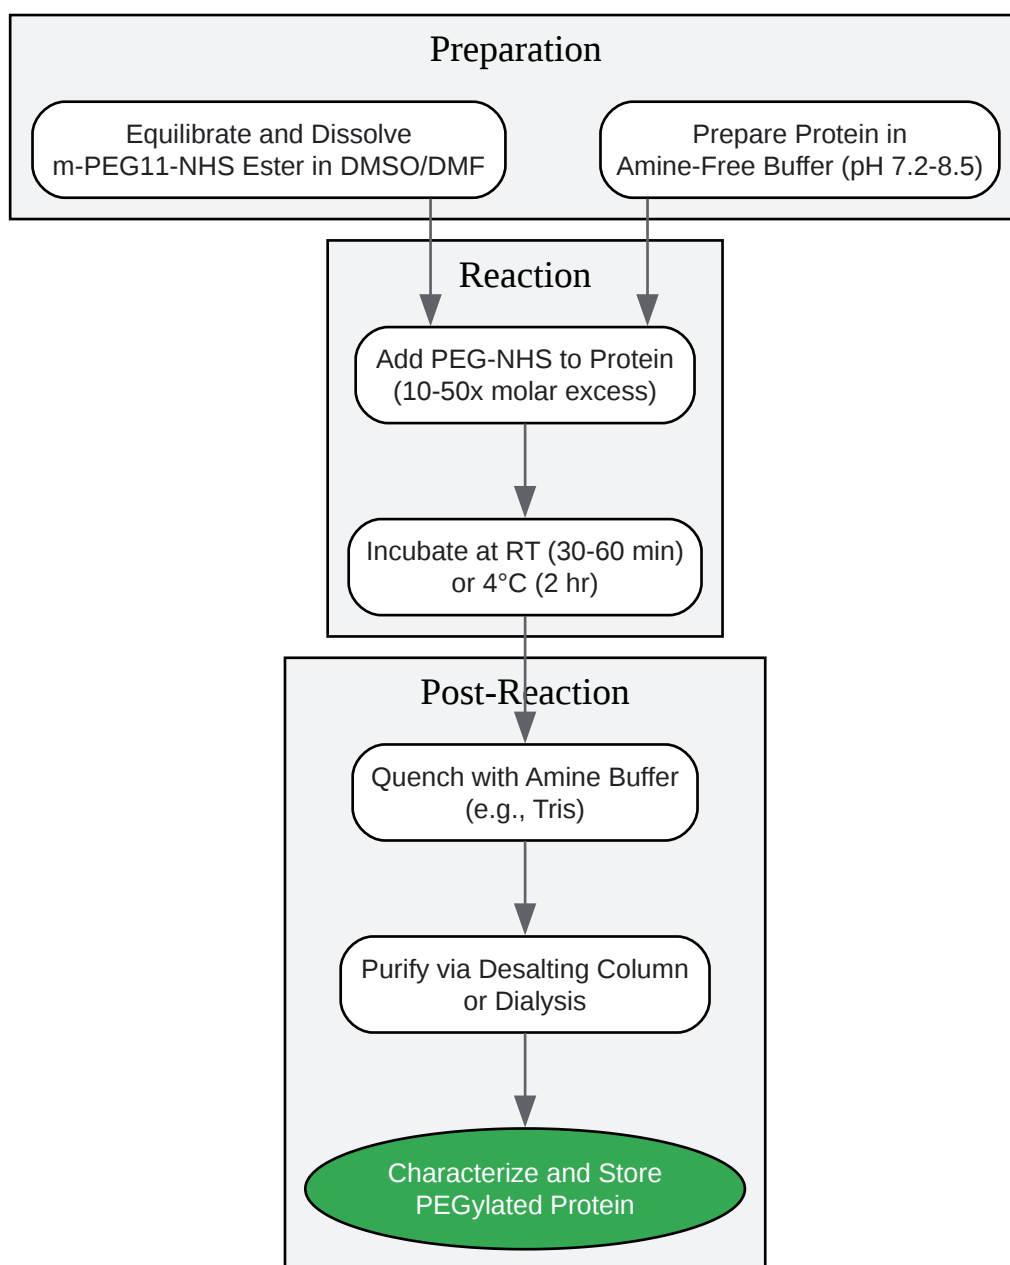 Preparation
Equilibrate and Dissolve
m-PEG11-NHS Ester in DMSO/DMF
Prepare Protein in
Amine-Free Buffer (pH 7.2-8.5)
Reaction
Add PEG-NHS to Protein
(10-50x molar excess)
Incubate at RT (30-60 min)
or 4°C (2 hr)
Post-Reaction
Quench with Amine Buffer
(e.g., Tris)
Purify via Desalting Column
or Dialysis
Characterize and Store
PEGylated Protein